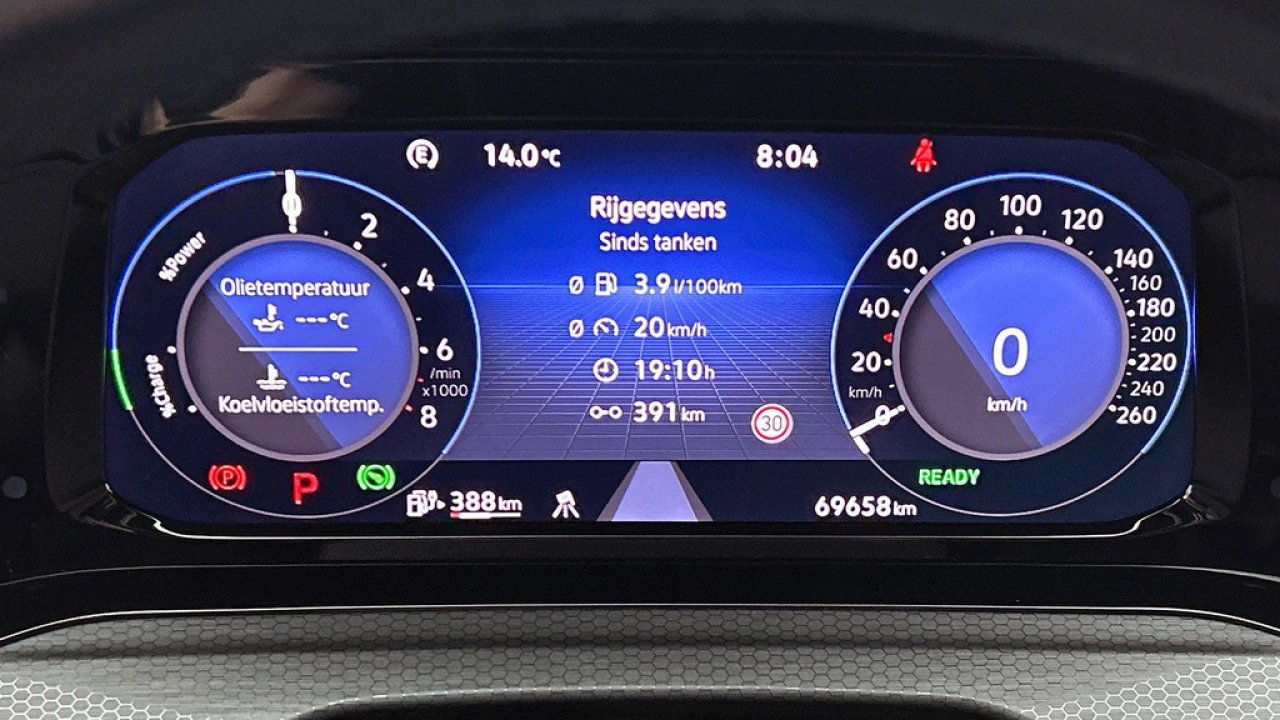 E 14.0°C 8:04
Rijgegevens
Sinds tanken
Ø 3.9 l/100km
Ø 20 km/h
19:10 h
391 km
30
%Power
%Charge
0
2
4
6
8
/min
x1000
Olietemperatuur
---°C
---°C
Koelvloeistoftemp.
0
20
40
60
80
100
120
140
160
180
200
220
240
260
km/h
0
km/h
P
P
READY
388 km
69658 km